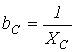 b_C = 1 / X_C